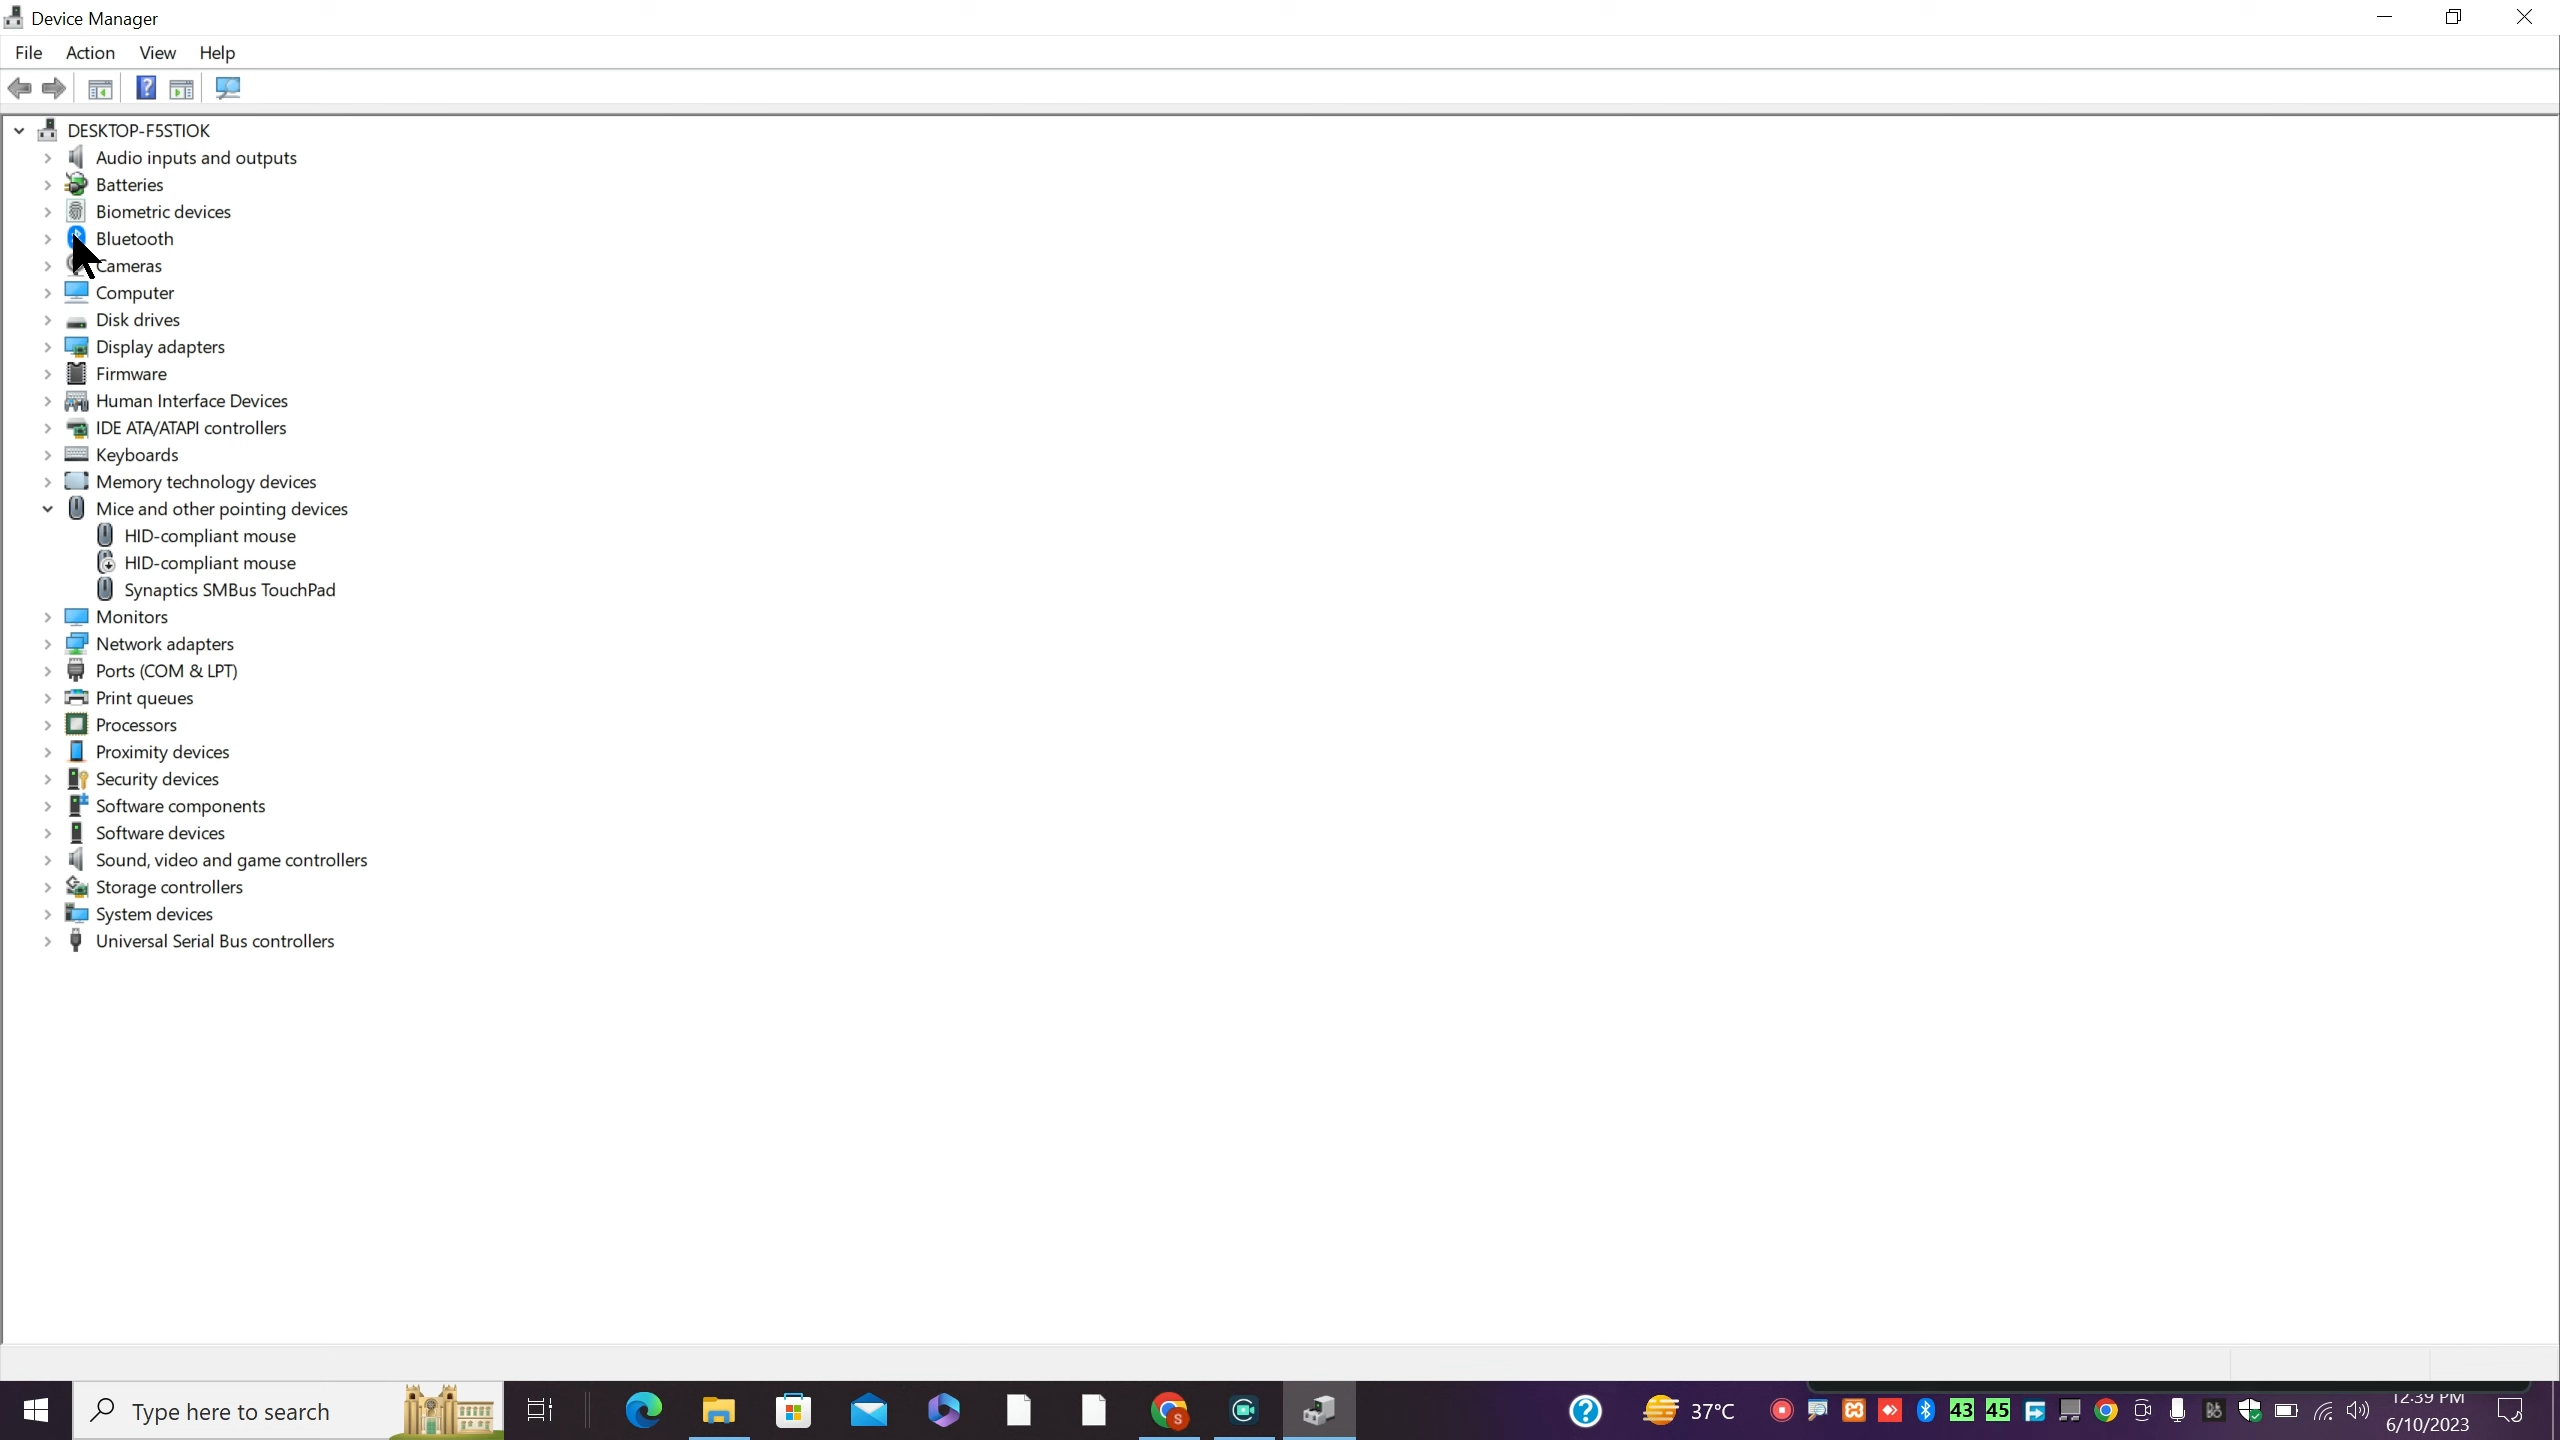 Device Manager
File Action View Help
DESKTOP-F5STIOK
Audio inputs and outputs
Batteries
Biometric devices
Bluetooth
Cameras
Computer
Disk drives
Display adapters
Firmware
Human Interface Devices
IDE ATA/ATAPI controllers
Keyboards
Memory technology devices
Mice and other pointing devices
HID-compliant mouse
HID-compliant mouse
Synaptics SMBus TouchPad
Monitors
Network adapters
Ports (COM & LPT)
Print queues
Processors
Proximity devices
Security devices
Software components
Software devices
Sound, video and game controllers
Storage controllers
System devices
Universal Serial Bus controllers
Type here to search
S
37°C
43 45
12:39 PM
6/10/2023